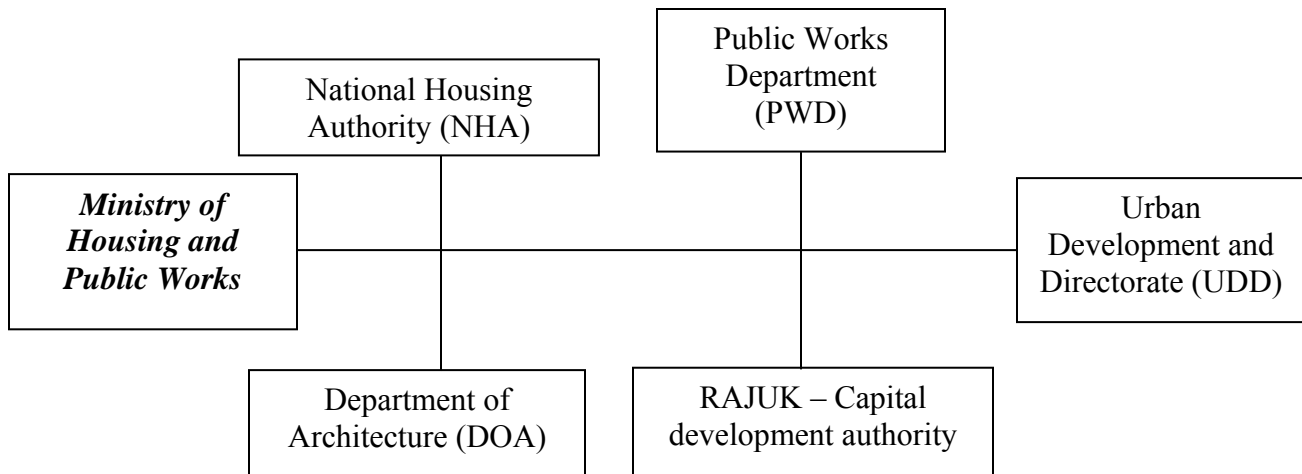 Public Works
Department
(PWD)
National Housing
Authority (NHA)
Ministry of
Housing and
Public Works
Urban
Development and
Directorate (UDD)
Department of
Architecture (DOA)
RAJUK – Capital
development authority